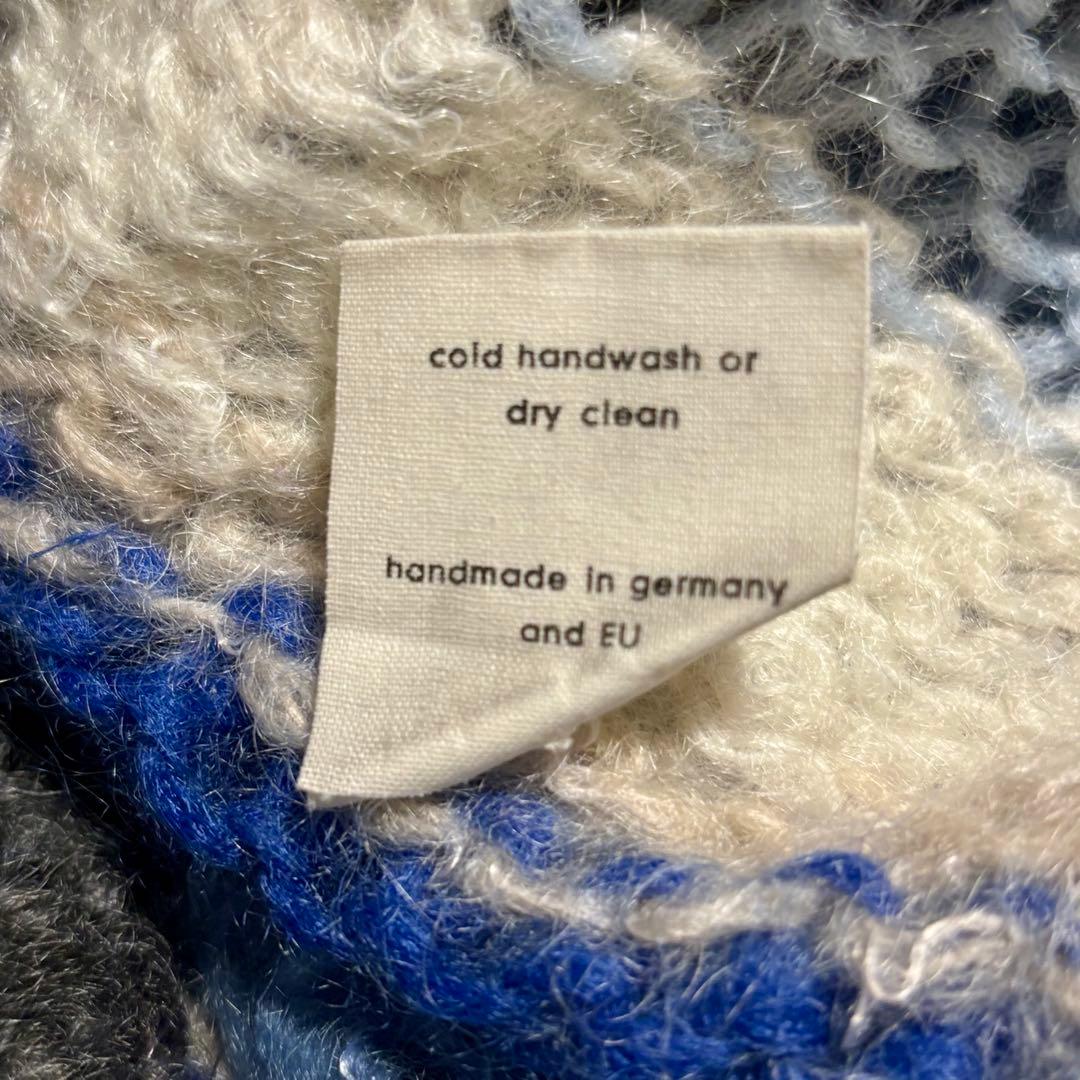 cold handwash or
dry clean
handmade in germany
and EU